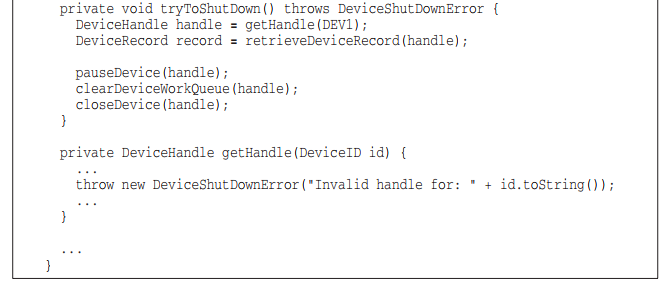 private void tryToShutDown() throws DeviceShutDownError {
DeviceHandle handle = getHandle(DEV1);
DeviceRecord record = retrieveDeviceRecord(handle);
pauseDevice(handle);
clearDeviceWorkQueue(handle);
closeDevice(handle);
}
private DeviceHandle getHandle(DeviceID id) {
...
throw new DeviceShutDownError("Invalid handle for: " + id.toString());
...
}
...
}